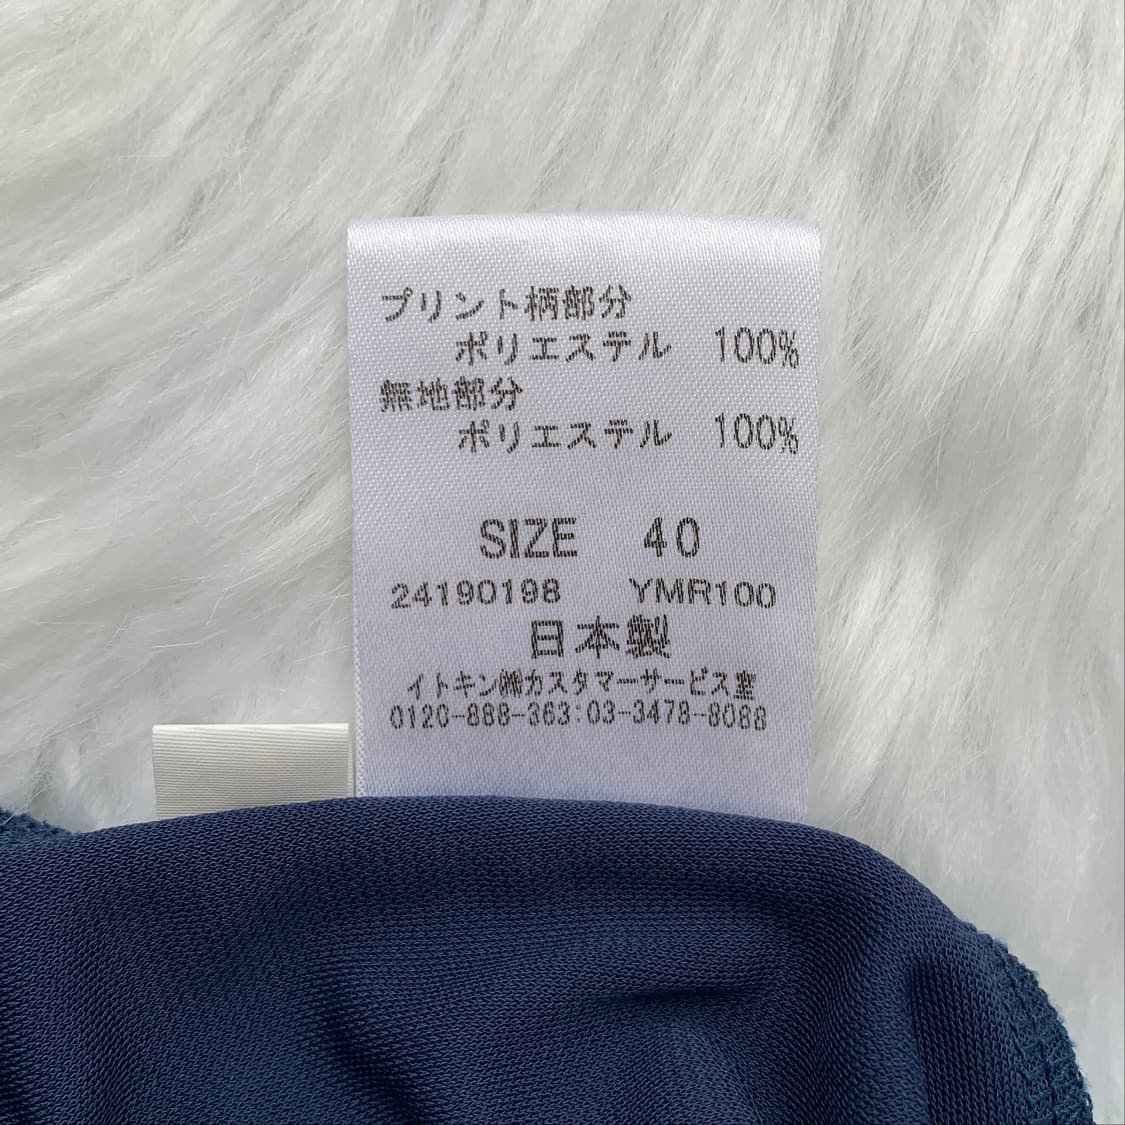 プリント柄部分
ポリエステル 100%
無地部分
ポリエステル 100%
SIZE 40
24190198 YMR100
日本製
イトキン㈱カスタマーサービス室
0120-888-363:03-3478-8088